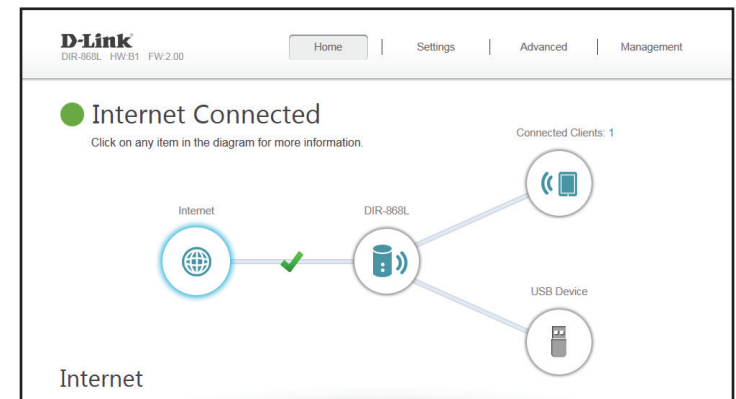 D-Link
DIR-868L HW:B1 FW:2.00
Home
Settings
Advanced
Management
Internet Connected
Click on any item in the diagram for more information.
Connected Clients: 1
Internet
DIR-868L
USB Device
Internet